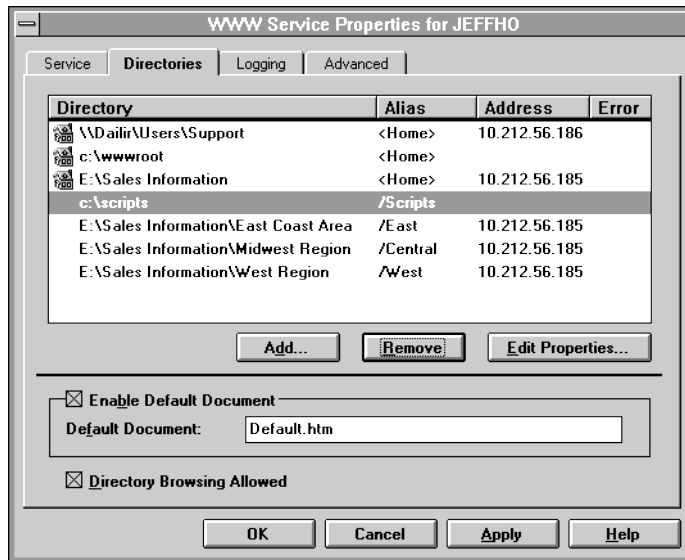 WWW Service Properties for JEFFHO
Service Directories Logging Advanced
Directory Alias Address Error
\\Dailir\Users\Support <Home> 10.212.56.186
c:\wwwroot <Home>
E:\Sales Information <Home> 10.212.56.185
c:\scripts /Scripts
E:\Sales Information\East Coast Area /East 10.212.56.185
E:\Sales Information\Midwest Region /Central 10.212.56.185
E:\Sales Information\West Region /West 10.212.56.185
Add... Remove Edit Properties...
Enable Default Document
Default Document: Default.htm
Directory Browsing Allowed
OK Cancel Apply Help